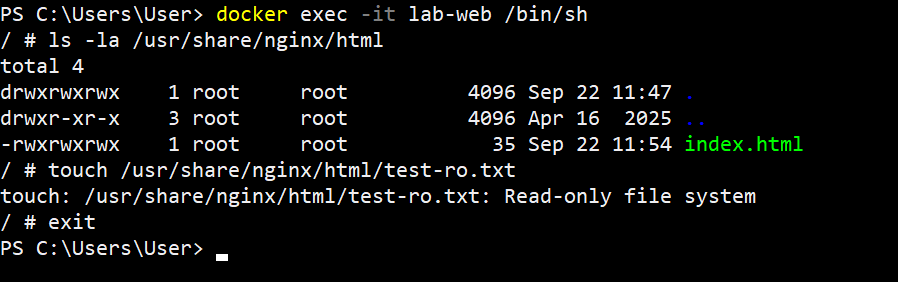 PS C:\Users\User> docker exec -it lab-web /bin/sh
/ # ls -la /usr/share/nginx/html
total 4
drwxrwxrwx    1 root     root          4096 Sep 22 11:47 .
drwxr-xr-x    3 root     root          4096 Apr 16  2025 ..
-rwxrwxrwx    1 root     root            35 Sep 22 11:54 index.html
/ # touch /usr/share/nginx/html/test-ro.txt
touch: /usr/share/nginx/html/test-ro.txt: Read-only file system
/ # exit
PS C:\Users\User>